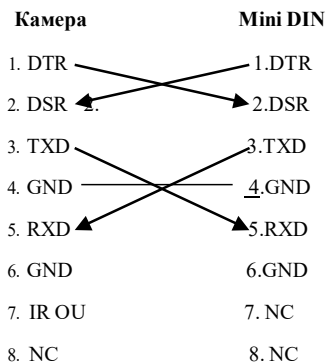 Камера Mini DIN
1. DTR 1.DTR
2. DSR 2. 2.DSR
3. TXD 3.TXD
4. GND 4.GND
5. RXD 5.RXD
6. GND 6.GND
7. IR OU 7. NC
8. NC 8. NC